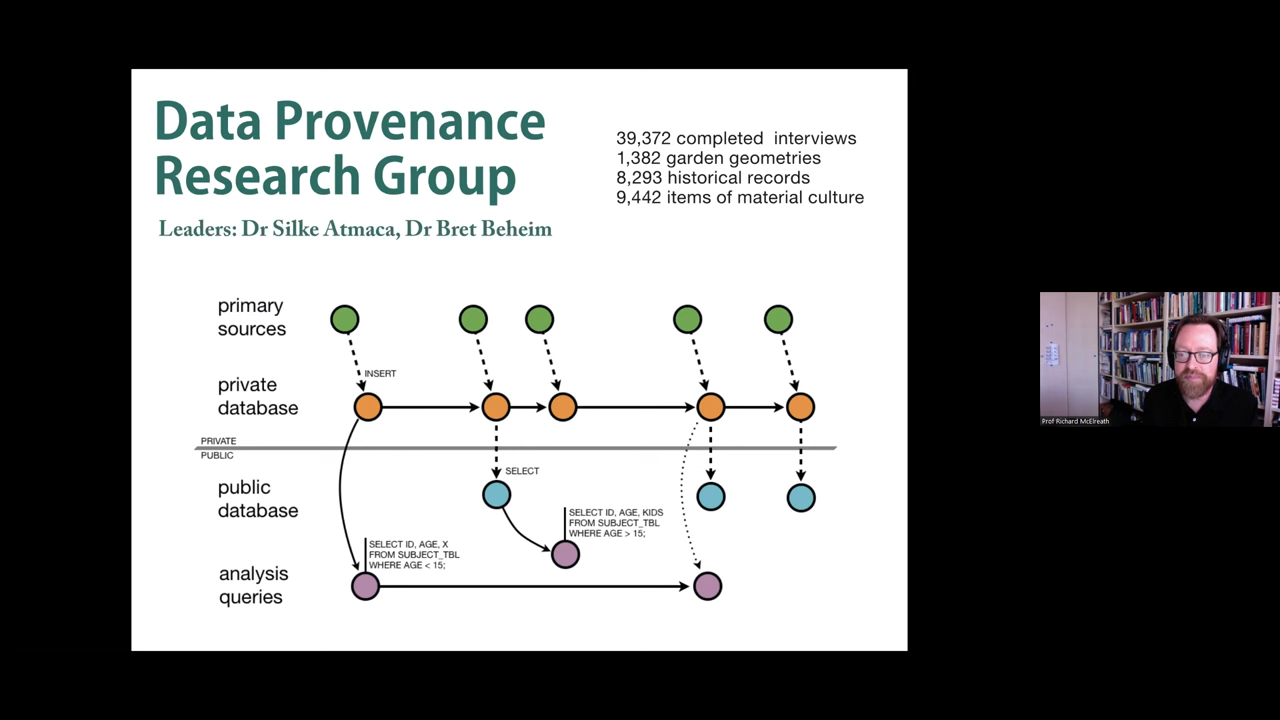 Data Provenance
Research Group
Leaders: Dr Silke Atmaca, Dr Bret Beheim
39,372 completed interviews
1,382 garden geometries
8,293 historical records
9,442 items of material culture
primary
sources
INSERT
private
database
PRIVATE
PUBLIC
SELECT
public
database
SELECT ID, AGE, KIDS
FROM SUBJECT_TBL
WHERE AGE > 15;
SELECT ID, AGE, X
FROM SUBJECT_TBL
WHERE AGE < 15;
analysis
queries
Prof Richard McElreath